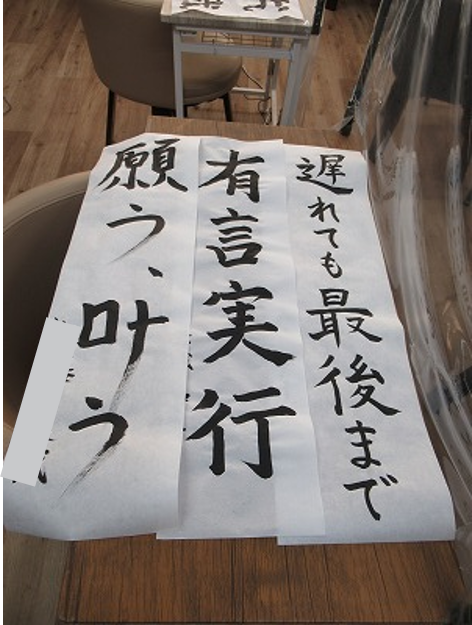 遅れても最後まで
有言実行
願う、叶う